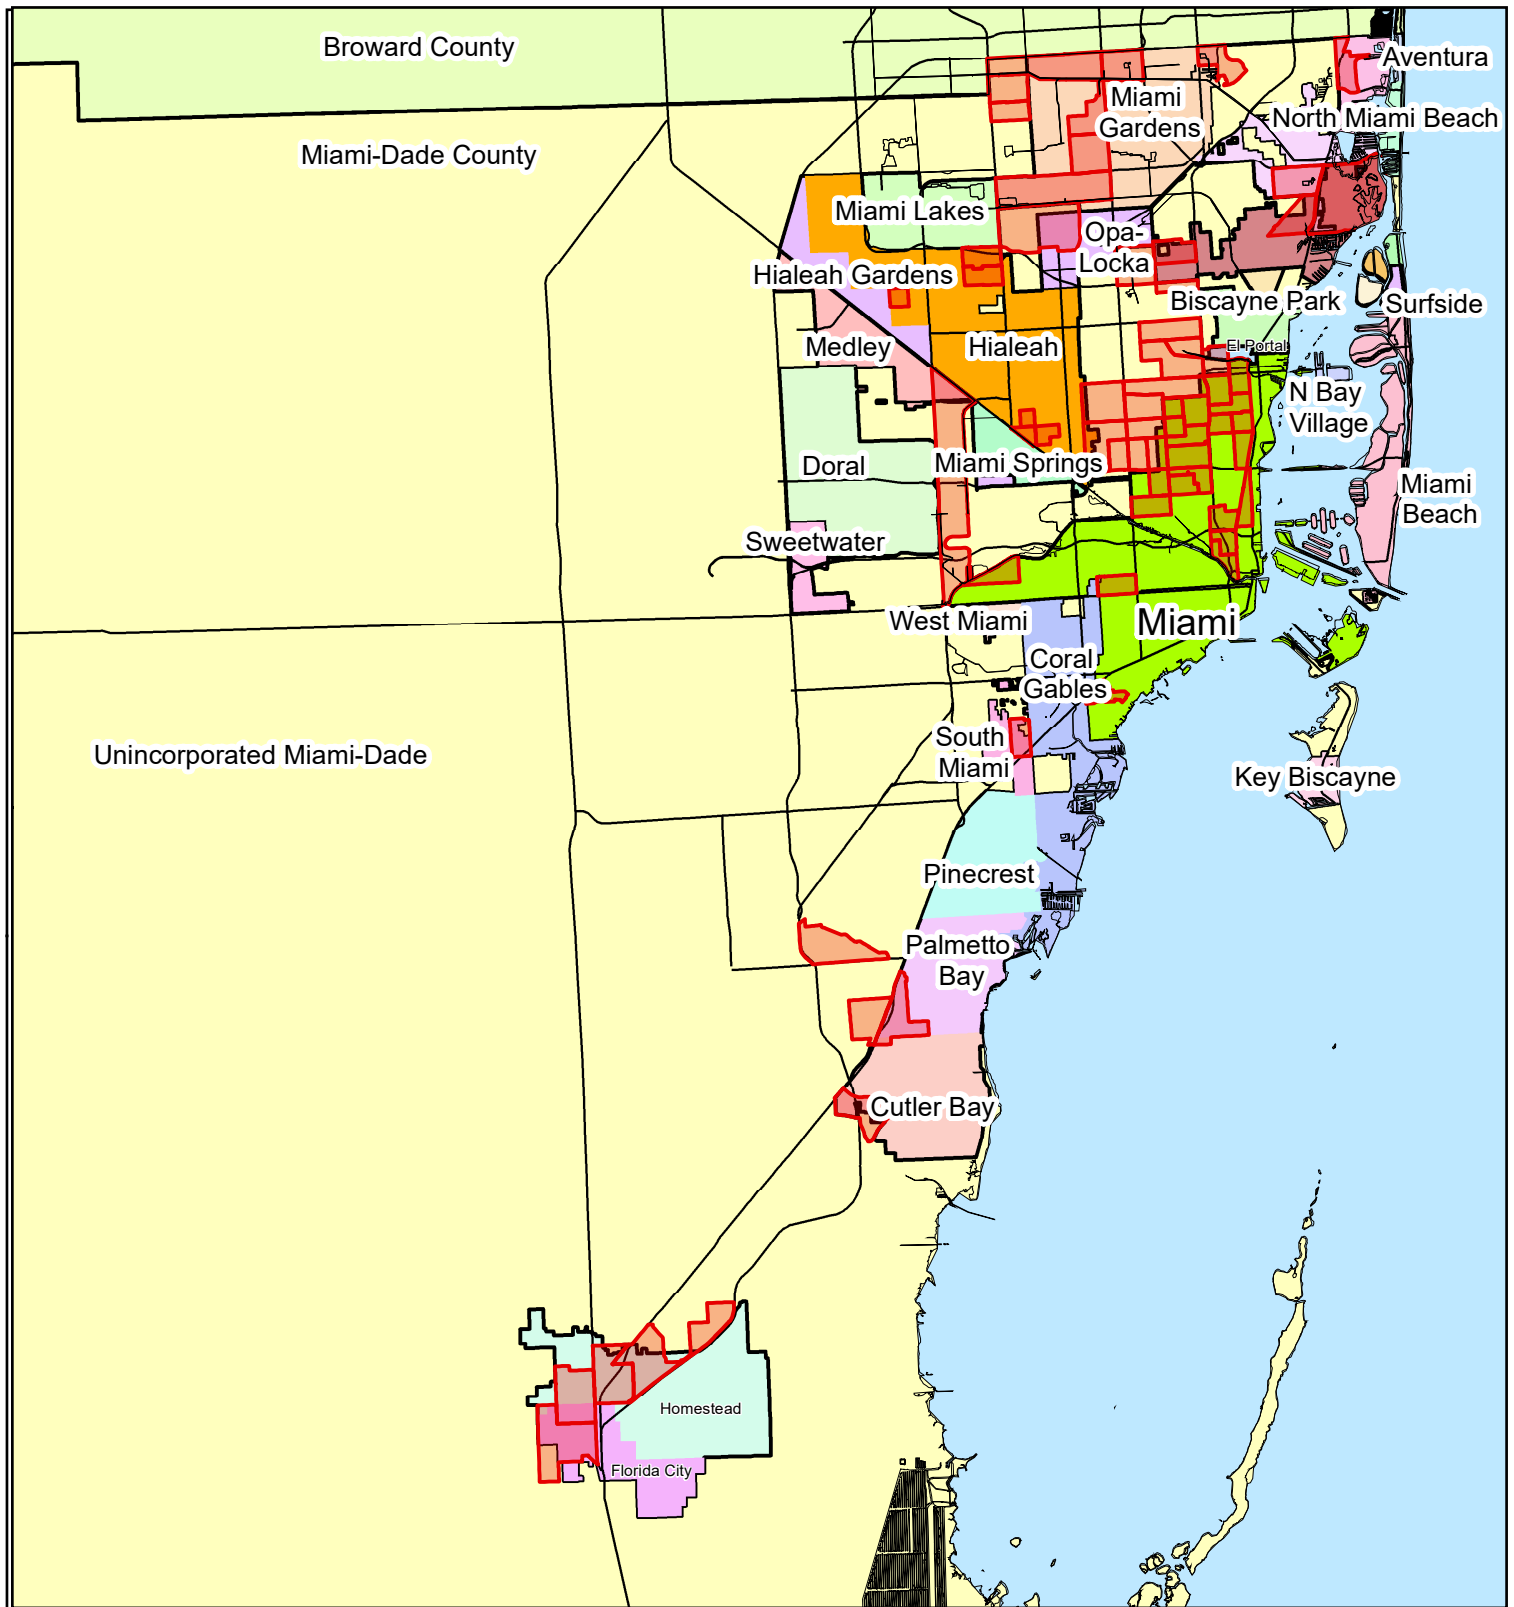 Broward County
Aventura
Miami
Gardens
North Miami Beach
Miami-Dade County
Miami Lakes
Opa-
Locka
Hialeah Gardens
Biscayne Park
Surfside
Medley
Hialeah
El Portal
N Bay
Village
Doral
Miami Springs
Miami
Beach
Sweetwater
West Miami
Miami
Coral
Gables
South
Miami
Unincorporated Miami-Dade
Key Biscayne
Pinecrest
Palmetto
Bay
Cutler Bay
Homestead
Florida City